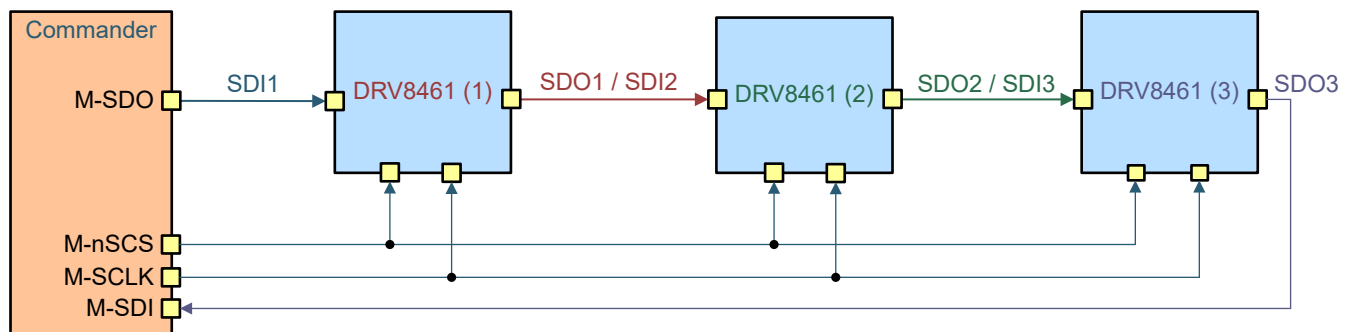 Commander
M-SDO
SDI1
DRV8461 (1)
SDO1 / SDI2
DRV8461 (2)
SDO2 / SDI3
DRV8461 (3)
SDO3
M-nSCS
M-SCLK
M-SDI